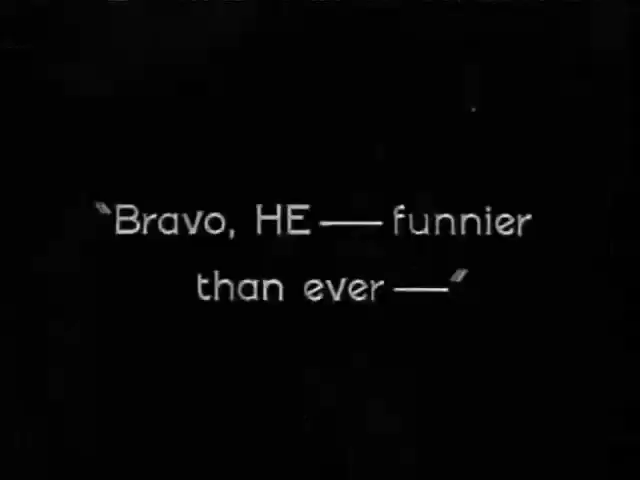 "Bravo, HE — funnier
than ever —"